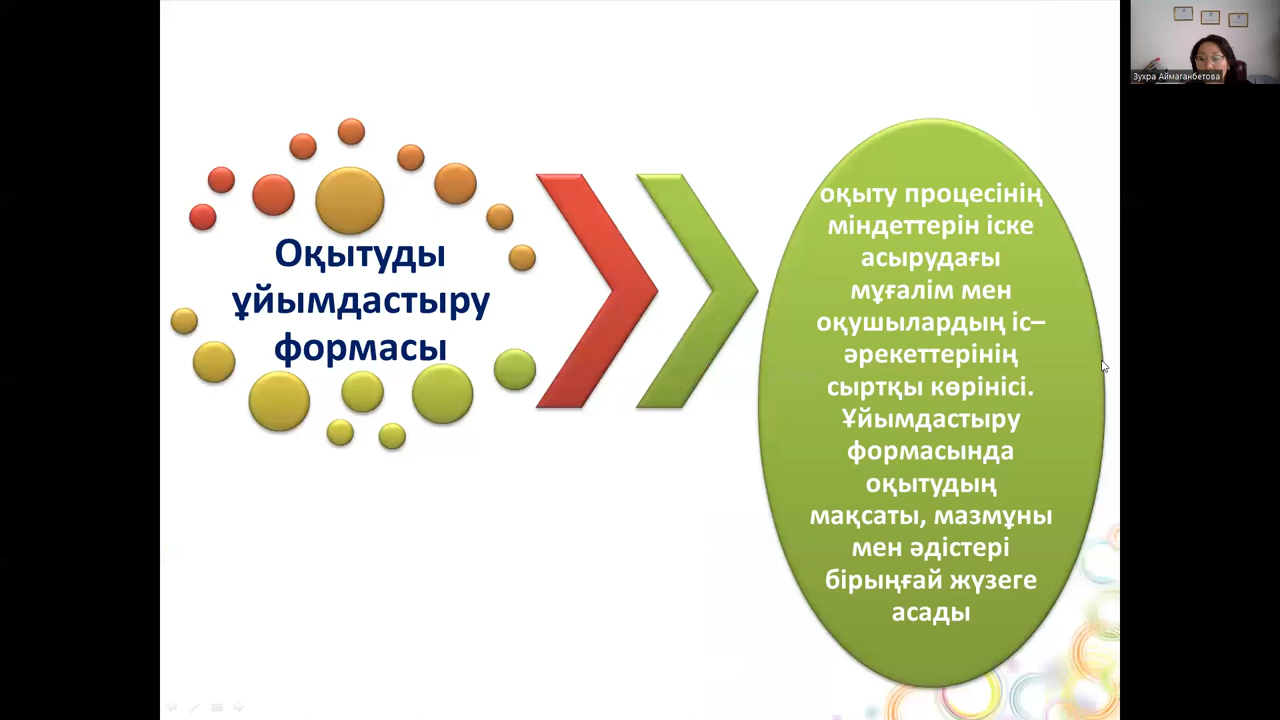 Оқытуды
ұйымдастыру
формасы
оқыту процесінің
міндеттерін іске
асырудағы
мұғалім мен
оқушылардың іс–
әрекеттерінің
сыртқы көрінісі.
Ұйымдастыру
формасында
оқытудың
мақсаты, мазмұны
мен әдістері
бірыңғай жүзеге
асады
Зухра Аймаганбетова